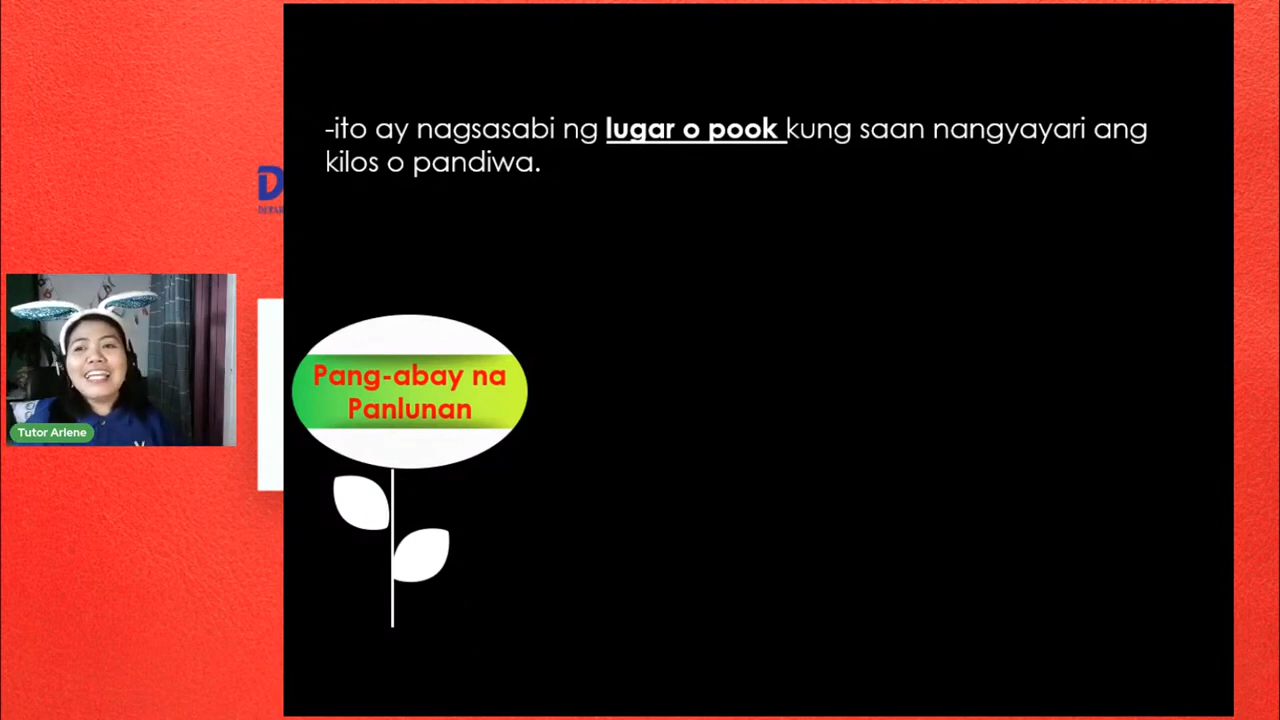 -ito ay nagsasabi ng lugar o pook kung saan nangyayari ang
kilos o pandiwa.
Pang-abay na
Panlunan
Tutor Arlene